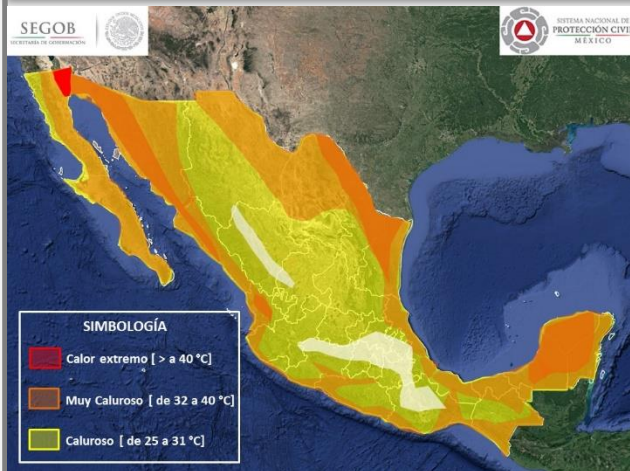 SEGOB
SECRETARÍA DE GOBERNACIÓN
SISTEMA NACIONAL DE
PROTECCIÓN CIVIL
MÉXICO
SIMBOLOGÍA
Calor extremo [ > a 40 °C]
Muy Caluroso [ de 32 a 40 °C]
Caluroso [ de 25 a 31 °C]